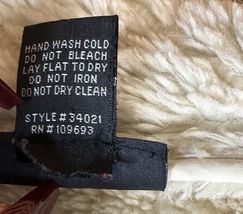 HAND WASH COLD
DO NOT BLEACH
LAY FLAT TO DRY
DO NOT IRON
DO NOT DRY CLEAN
STYLE # 34021
RN # 109693